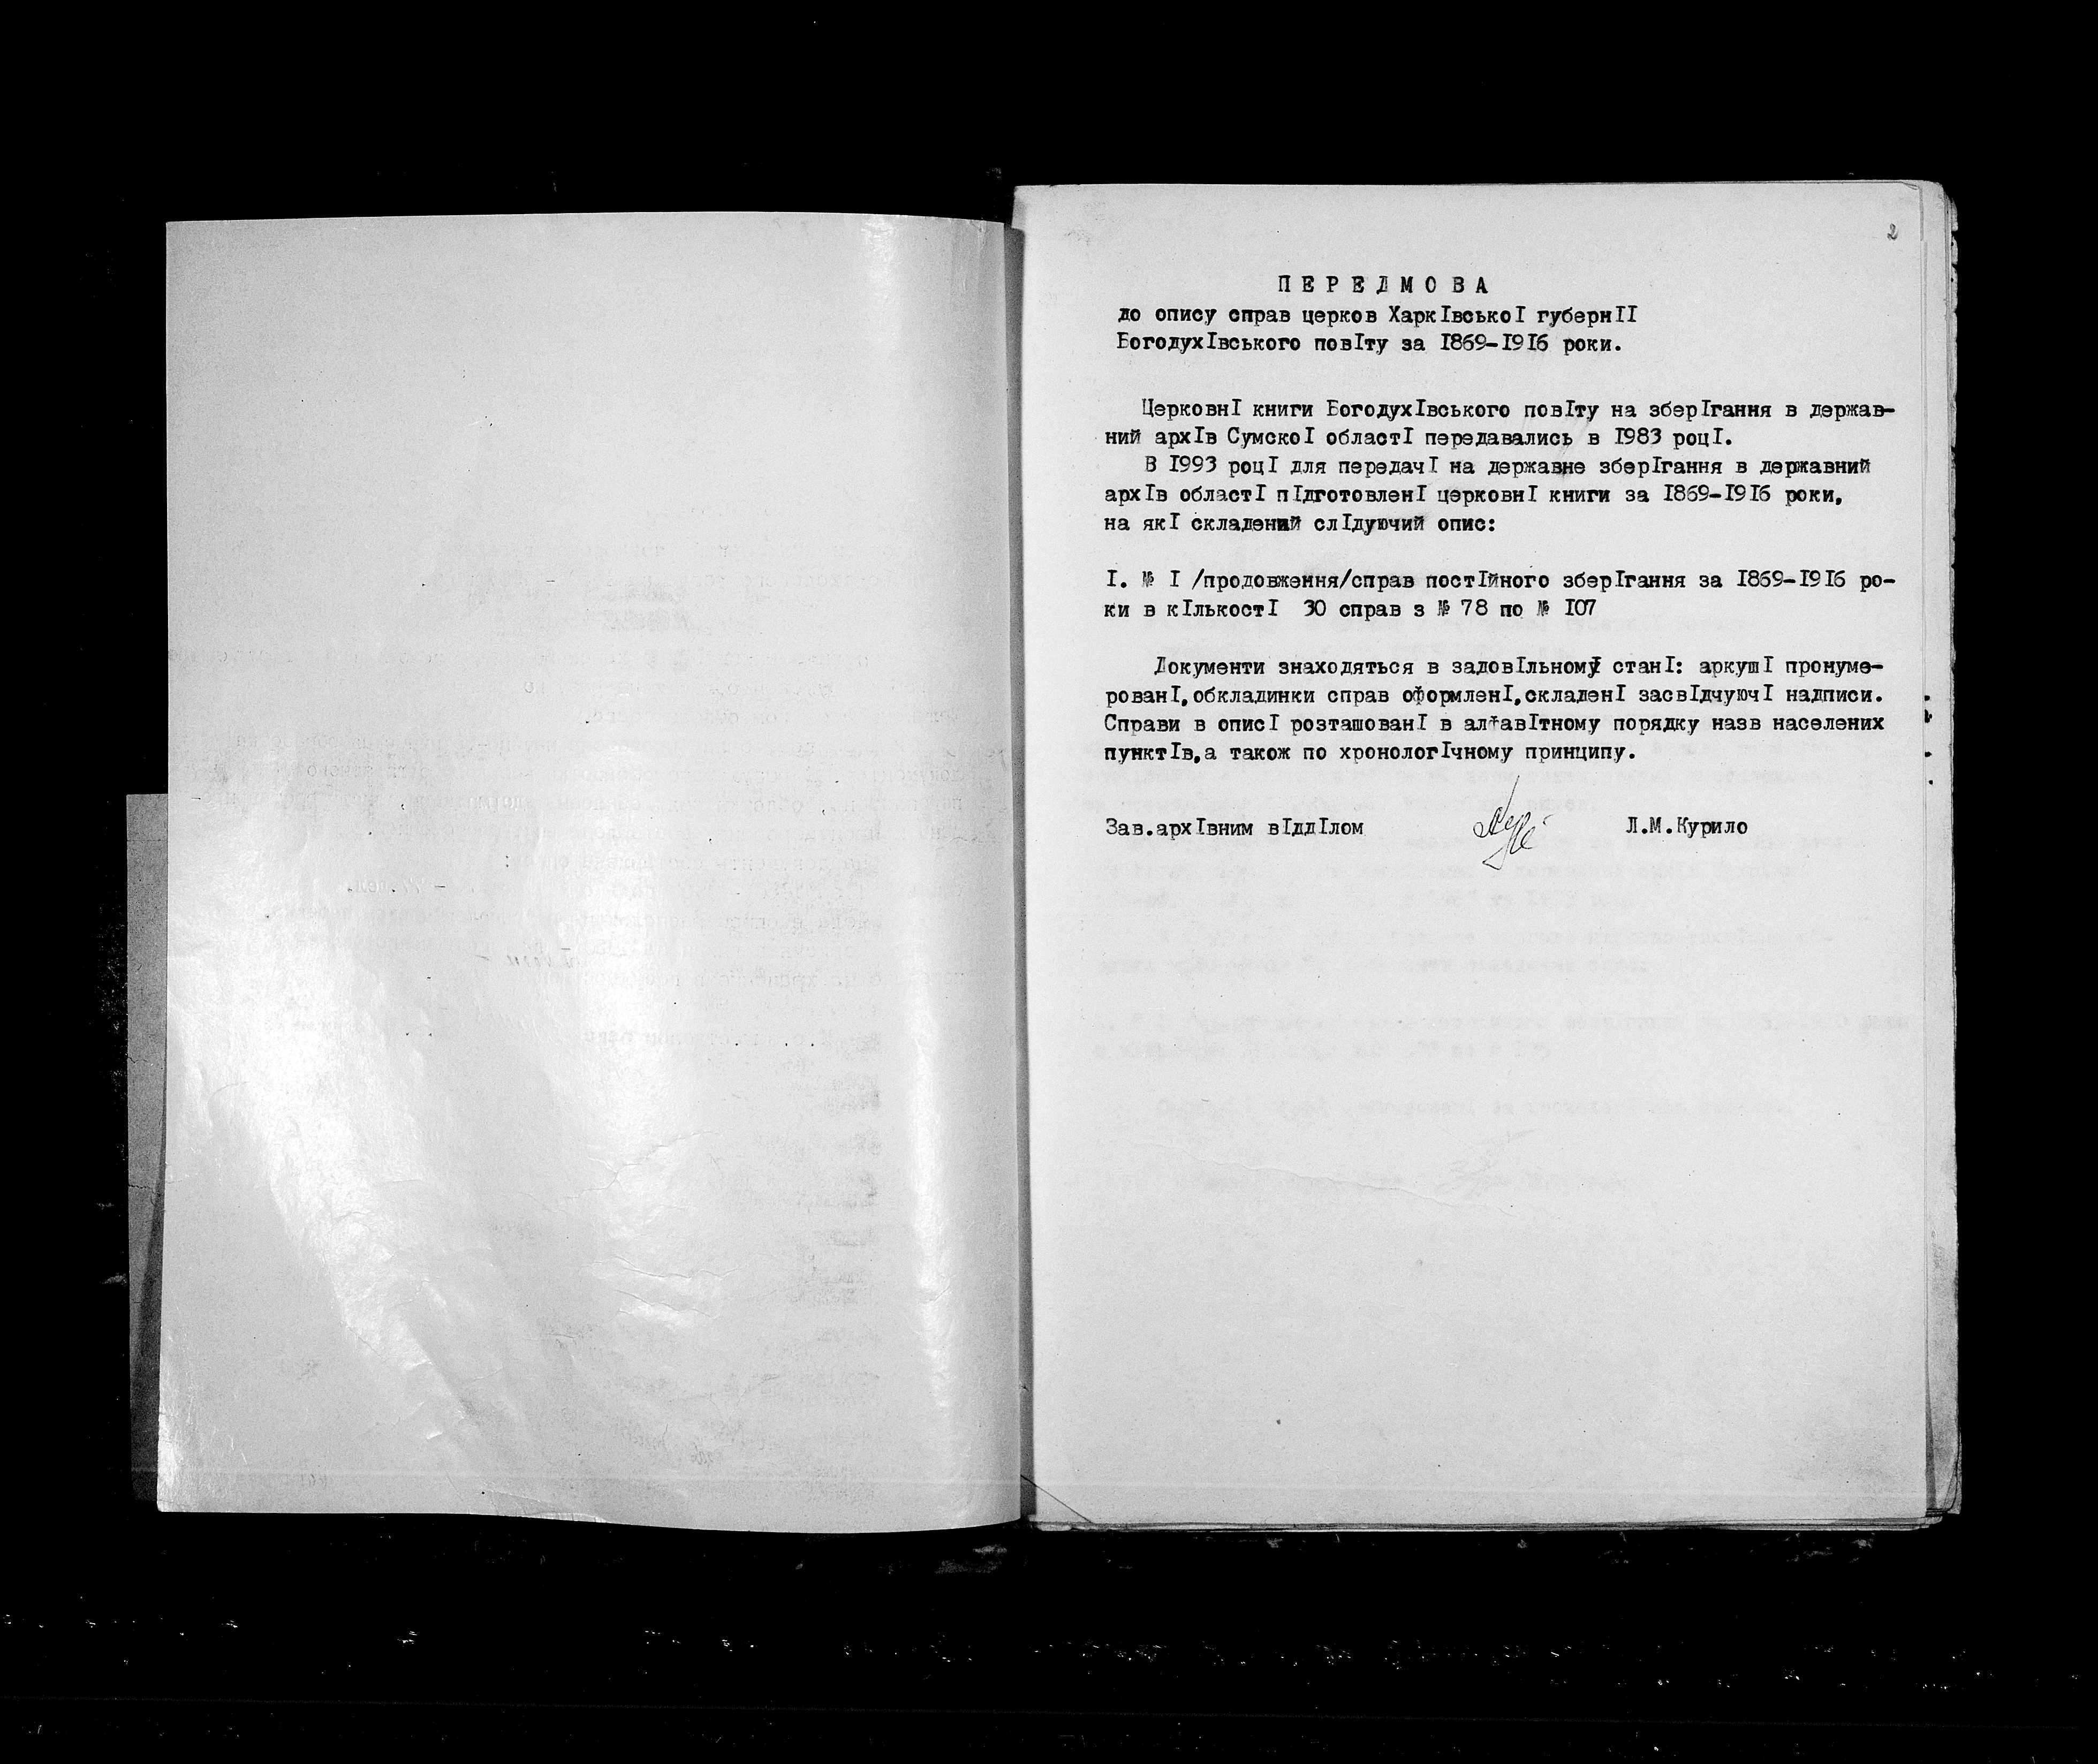 2
ПЕРЕДМОВА
до опису справ церков ХаркIвськоI губернII
БогодухIвського повIту за I869-I9I6 роки.
ЦерковнI книги БогодухIвського повIту на зберIгання в держав-
ний архIв СумскоI областI передавались в I983 роцI.
В I993 роцI для передачI на державне зберIгання в державний
архIв областI пIдготовленI церковнI книги за I869-I9I6 роки,
на якI складений слIдуючий опис:
I. № I /продовження/справ постIйного зберIгання за I869-I9I6 ро-
ки в кIлькостI 30 справ з № 78 по № I07
Документи знаходяться в задовIльному станI: аркушI пронуме-
рованI,обкладинки справ оформленI,складенI засвIдчуючI надписи.
Справи в описI розташованI в алфавIтному порядку назв населених
пунктIв,а також по хронологIчному принципу.
Зав.архIвним вIддIлом Л.М.Курило